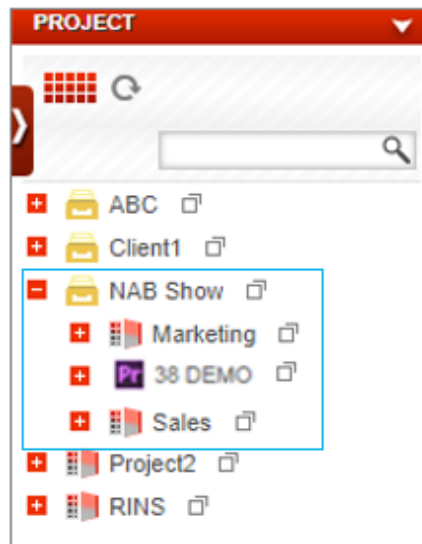 PROJECT
ABC
Client1
NAB Show
Marketing
Pr 38 DEMO
Sales
Project2
RINS